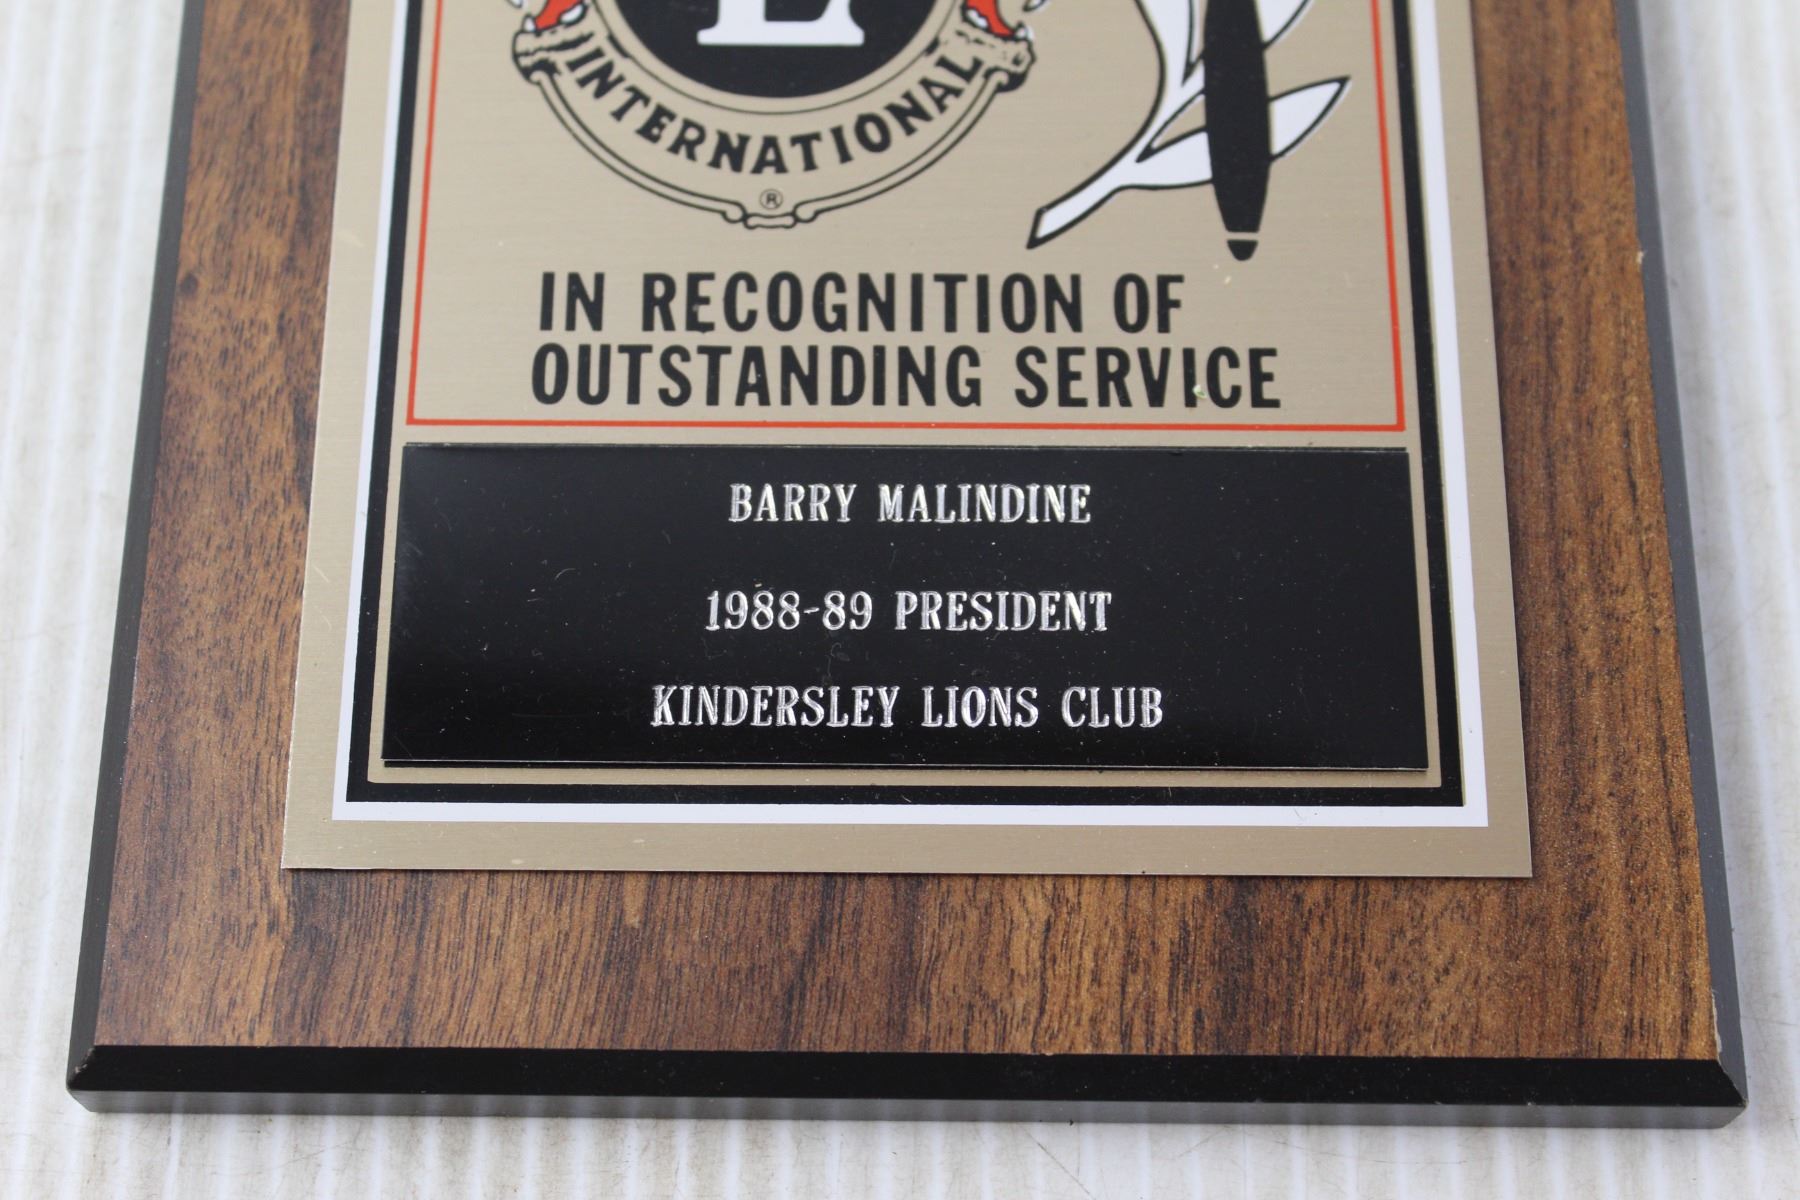 L
INTERNATIONAL
®
IN RECOGNITION OF
OUTSTANDING SERVICE
BARRY MALINDINE
1988-89 PRESIDENT
KINDERSLEY LIONS CLUB